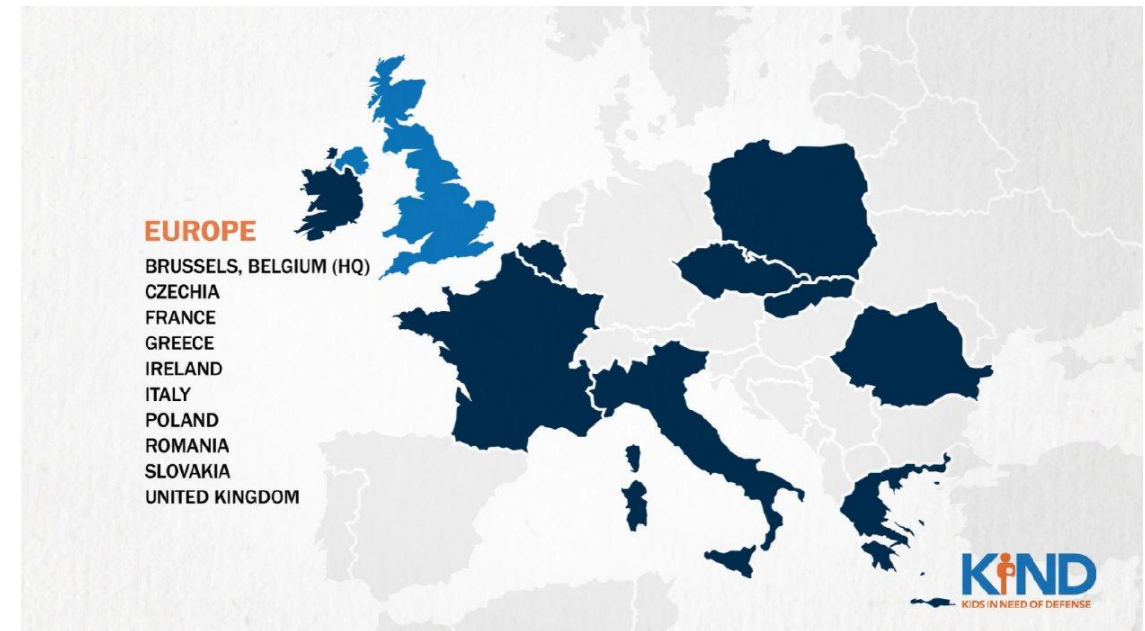 EUROPE
BRUSSELS, BELGIUM (HQ)
CZECHIA
FRANCE
GREECE
IRELAND
ITALY
POLAND
ROMANIA
SLOVAKIA
UNITED KINGDOM
KIND
KIDS IN NEED OF DEFENSE